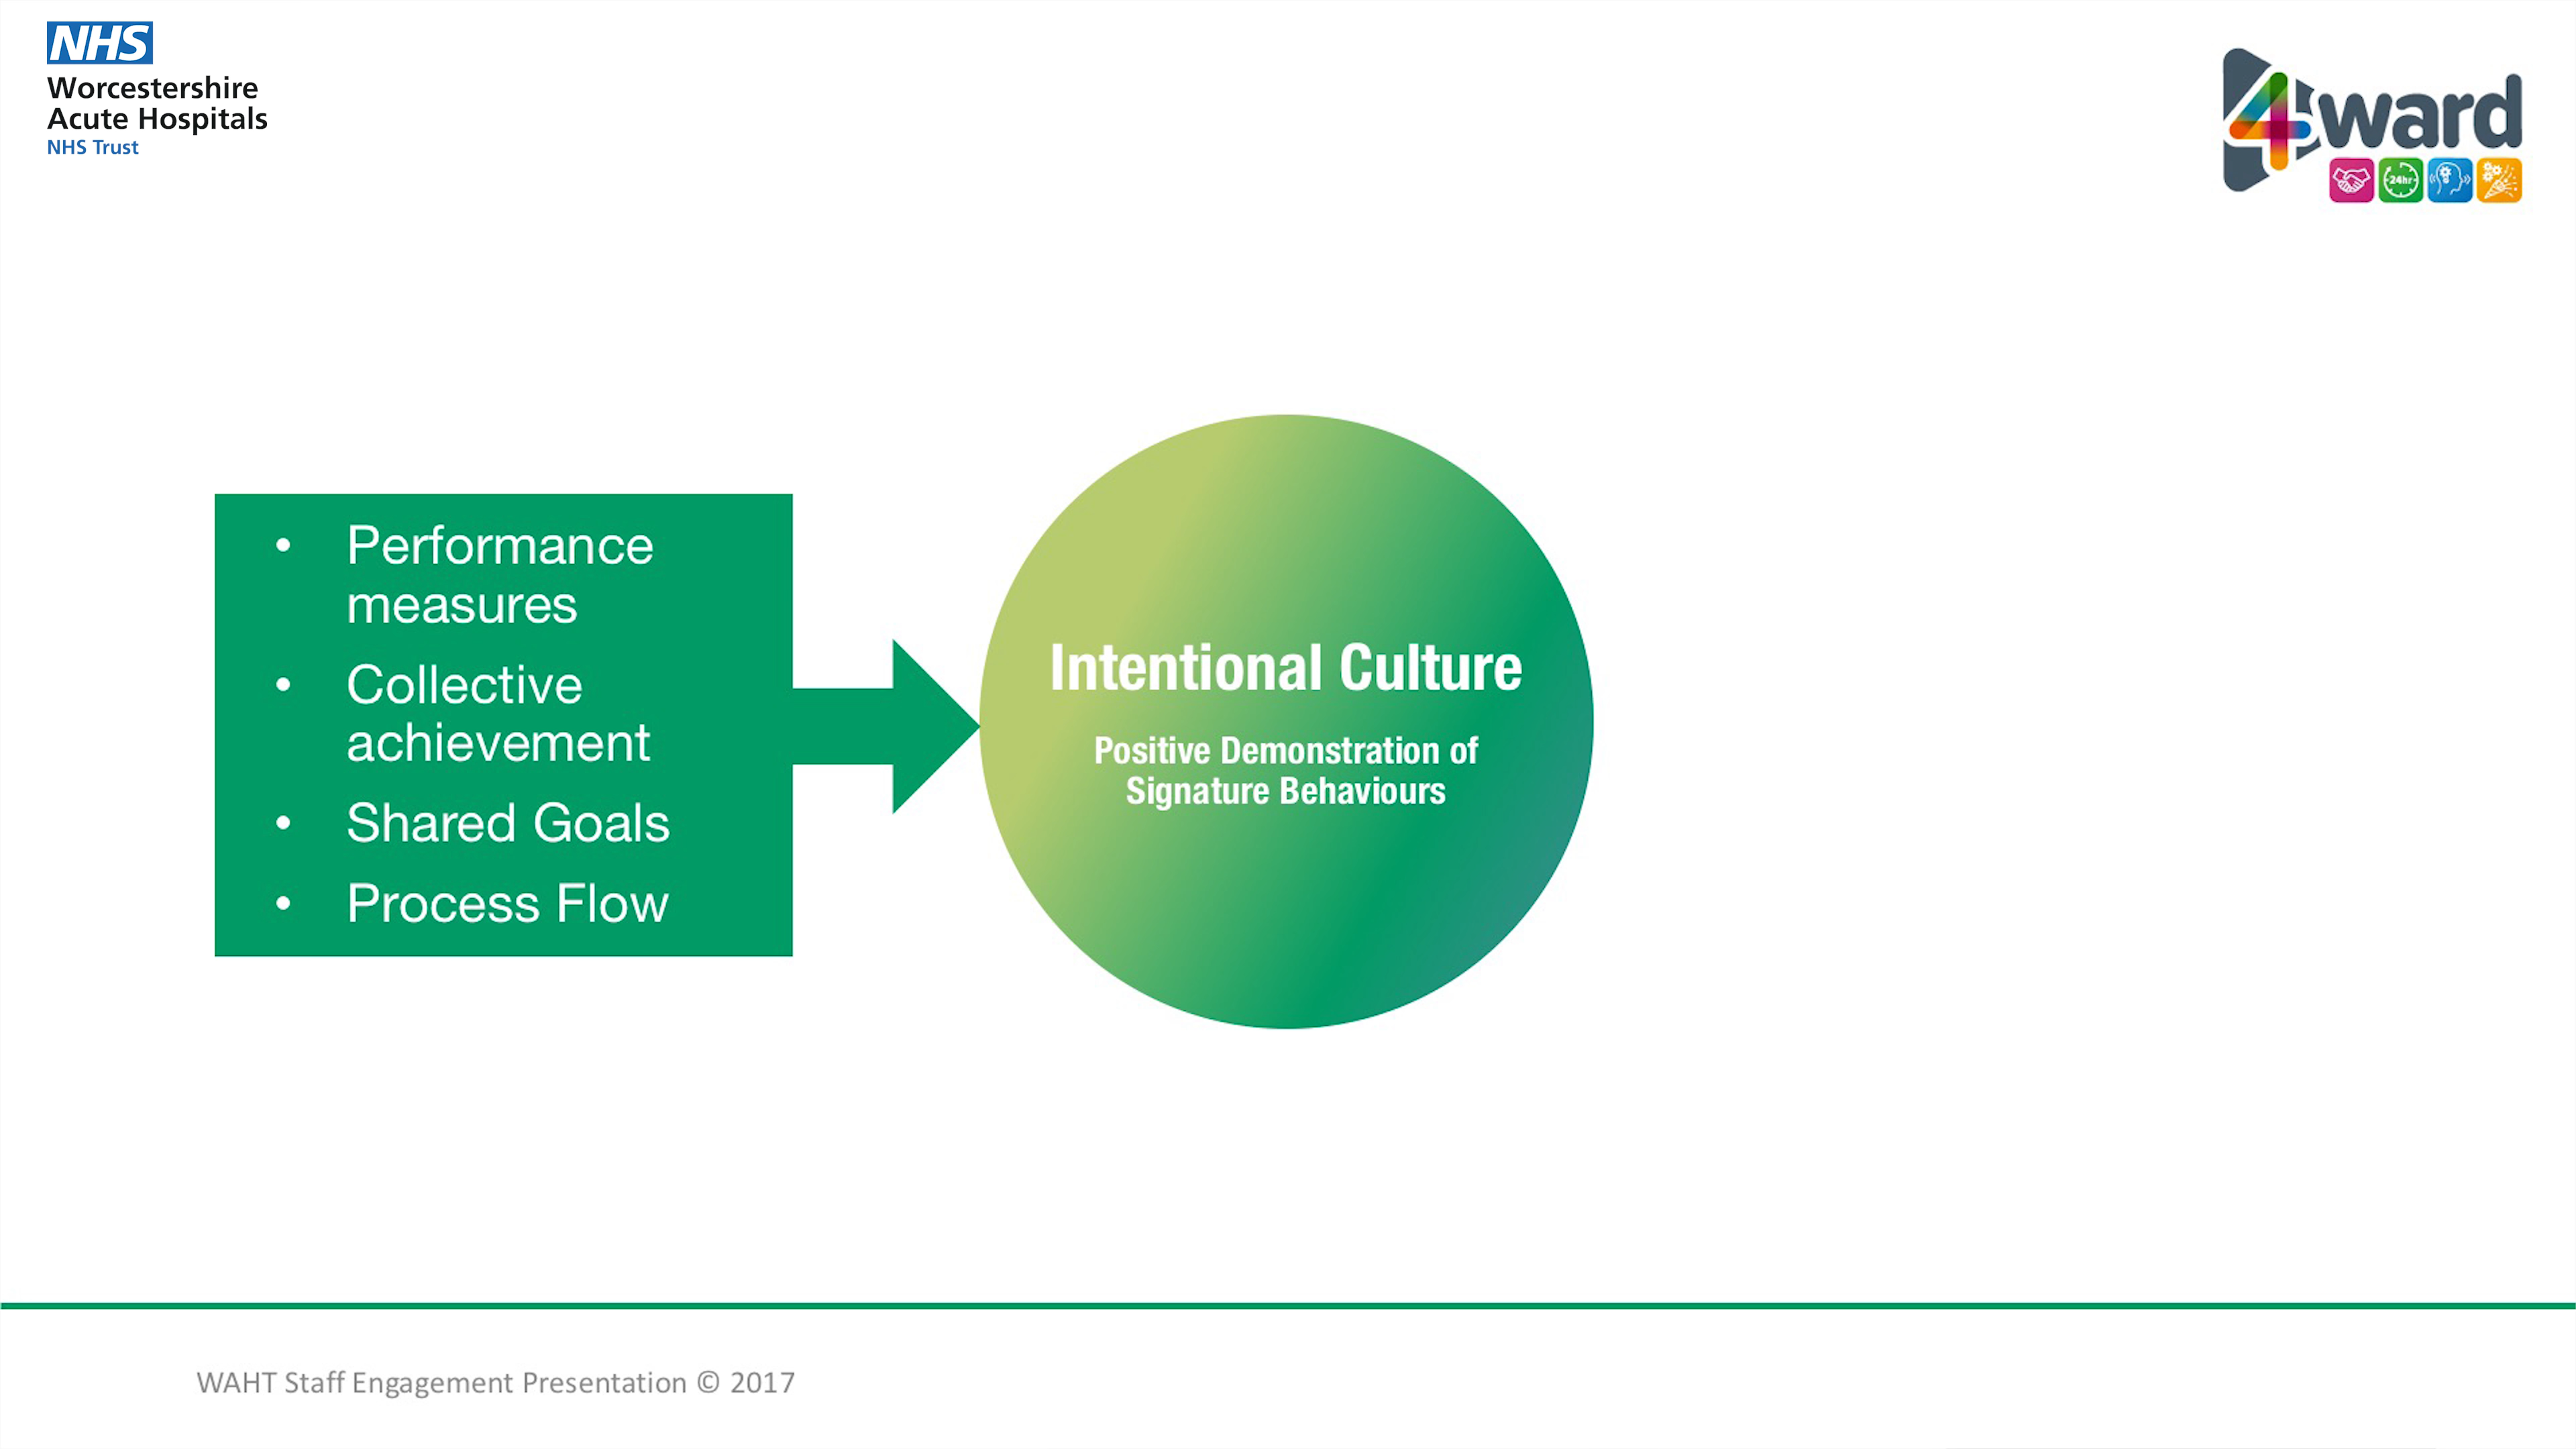 NHS
Worcestershire
Acute Hospitals
NHS Trust
4ward
24hr
• Performance
measures
• Collective
achievement
• Shared Goals
• Process Flow
Intentional Culture
Positive Demonstration of
Signature Behaviours
WAHT Staff Engagement Presentation © 2017